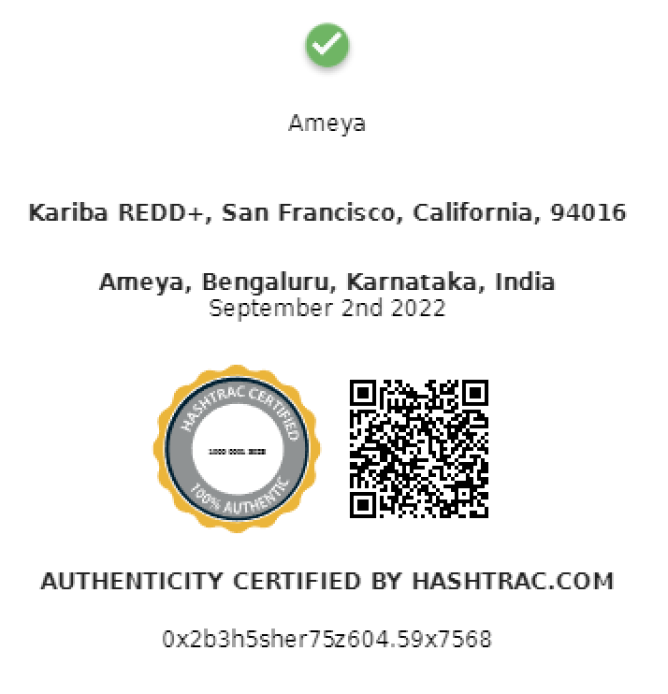 Ameya
Kariba REDD+, San Francisco, California, 94016
Ameya, Bengaluru, Karnataka, India
September 2nd 2022
HASHTRAC CERTIFIED
100% AUTHENTIC
AUTHENTICITY CERTIFIED BY HASHTRAC.COM
0x2b3h5sher75z604.59x7568